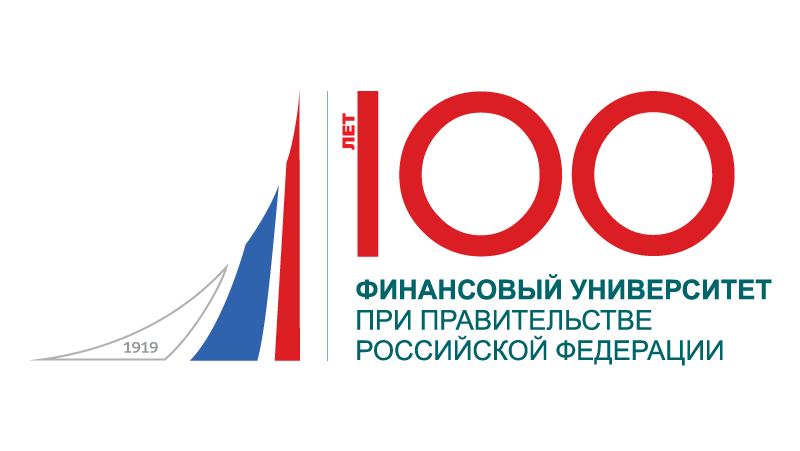 1919
ЛЕТ
100
ФИНАНСОВЫЙ УНИВЕРСИТЕТ
ПРИ ПРАВИТЕЛЬСТВЕ
РОССИЙСКОЙ ФЕДЕРАЦИИ